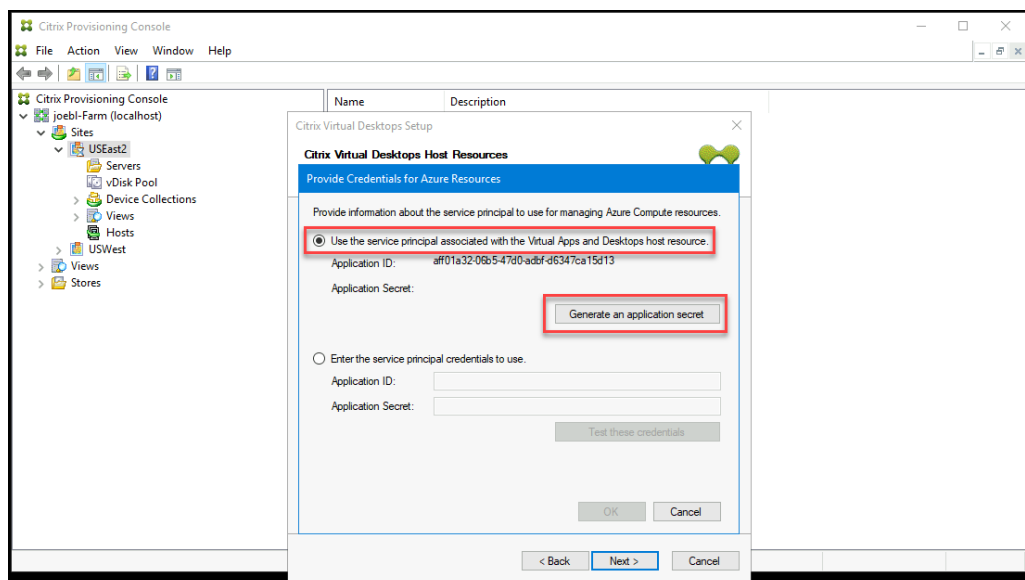 Citrix Provisioning Console
File Action View Window Help
Citrix Provisioning Console
joebl-Farm (localhost)
Sites
USEast2
Servers
vDisk Pool
Device Collections
Views
Hosts
USWest
Views
Stores
Name Description
Citrix Virtual Desktops Setup
Citrix Virtual Desktops Host Resources
Provide Credentials for Azure Resources
Provide information about the service principal to use for managing Azure Compute resources.
Use the service principal associated with the Virtual Apps and Desktops host resource.
Application ID: aff01a32-06b5-47d0-adbf-d6347ca15d13
Application Secret:
Generate an application secret
Enter the service principal credentials to use.
Application ID:
Application Secret:
Test these credentials
OK Cancel
< Back Next > Cancel